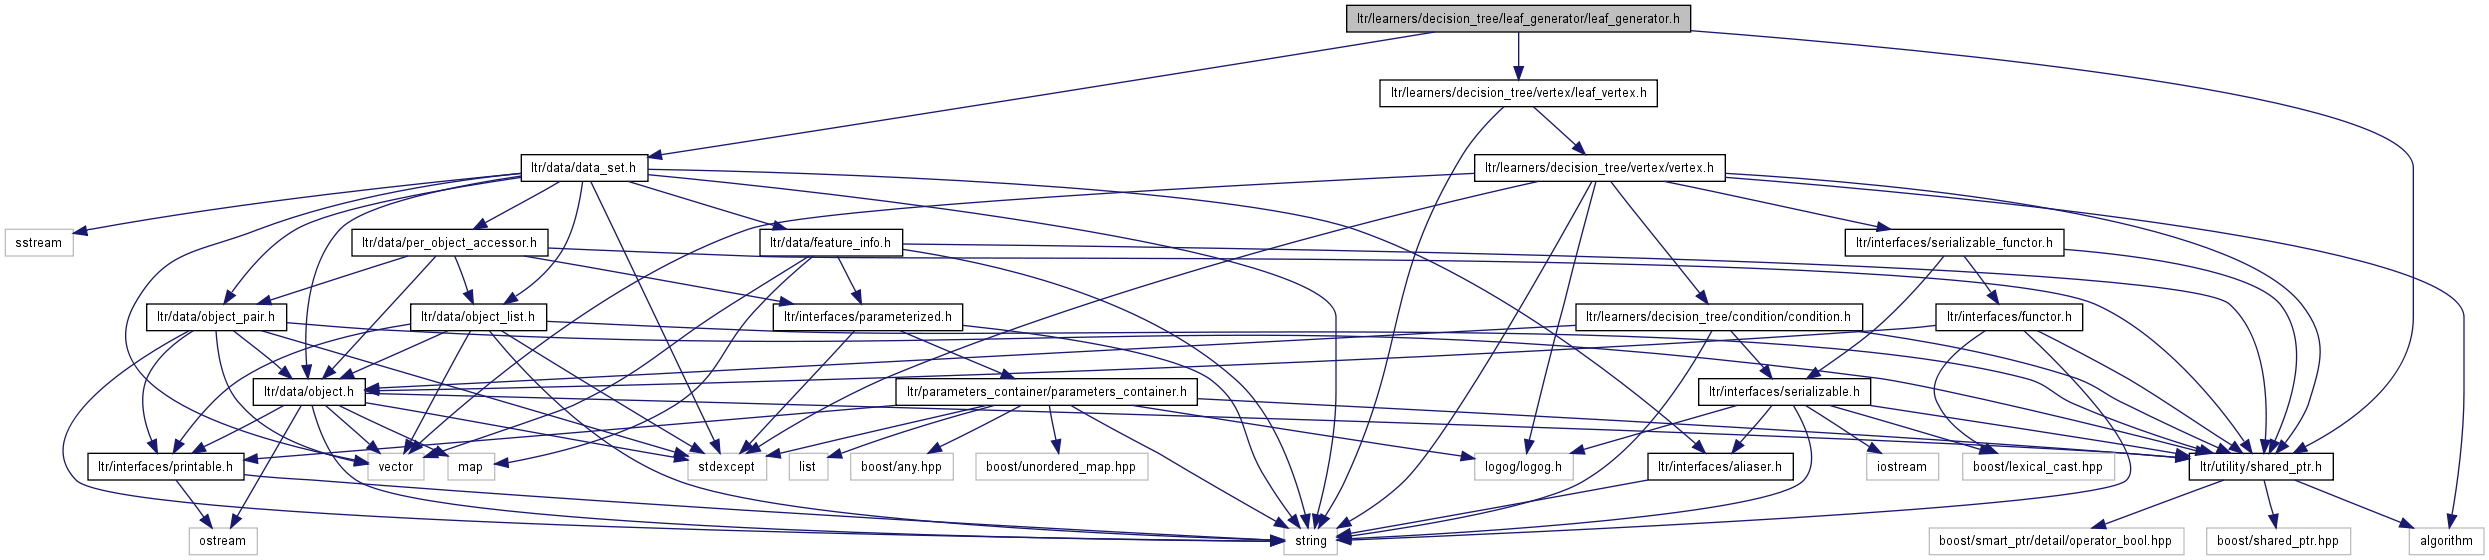 ltr/learners/decision_tree/leaf_generator/leaf_generator.h
ltr/learners/decision_tree/vertex/leaf_vertex.h
ltr/data/data_set.h
ltr/learners/decision_tree/vertex/vertex.h
sstream
ltr/data/per_object_accessor.h
ltr/data/feature_info.h
ltr/interfaces/serializable_functor.h
ltr/data/object_pair.h
ltr/data/object_list.h
ltr/interfaces/parameterized.h
ltr/learners/decision_tree/condition/condition.h
ltr/interfaces/functor.h
ltr/data/object.h
ltr/parameters_container/parameters_container.h
ltr/interfaces/serializable.h
ltr/interfaces/printable.h
vector
map
stdexcept
list
boost/any.hpp
boost/unordered_map.hpp
logog/logog.h
ltr/interfaces/aliaser.h
iostream
boost/lexical_cast.hpp
ltr/utility/shared_ptr.h
ostream
string
boost/smart_ptr/detail/operator_bool.hpp
boost/shared_ptr.hpp
algorithm